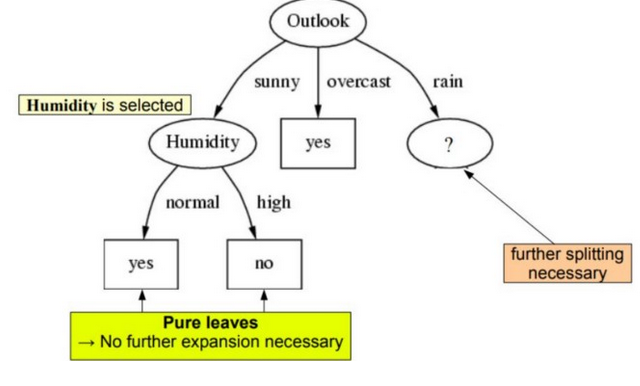 Outlook
sunny
overcast
rain
Humidity is selected
Humidity
yes
?
normal
high
further splitting
necessary
yes
no
Pure leaves
→ No further expansion necessary